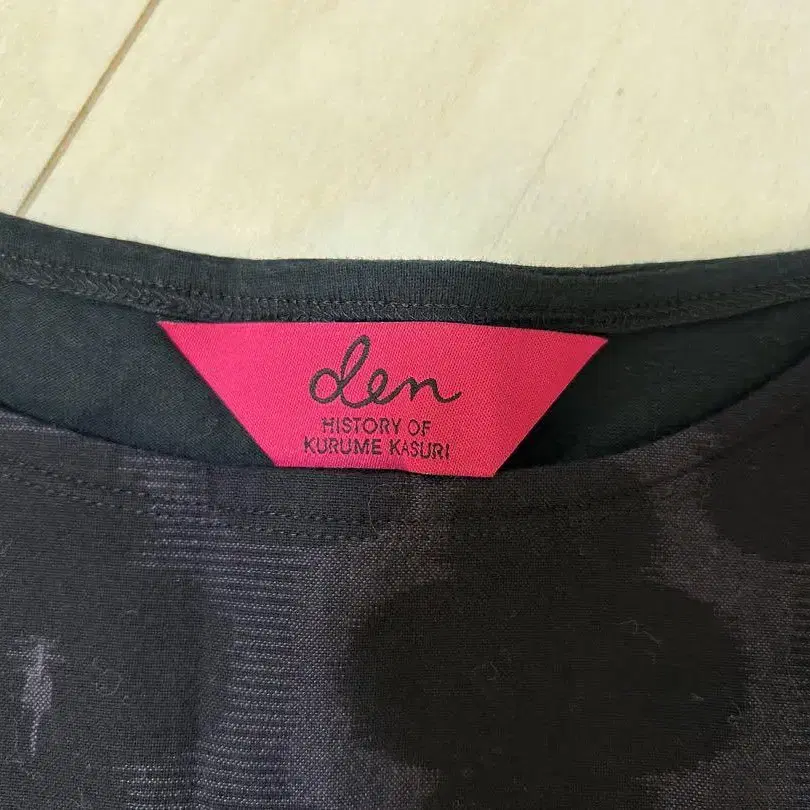 den
HISTORY OF
KURUME KASURI